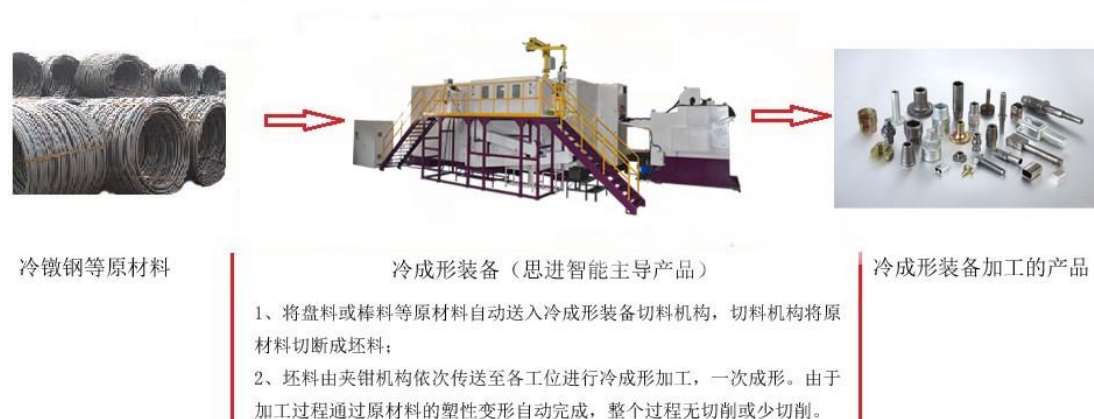 冷镦钢等原材料
冷成形装备（思进智能主导产品）
冷成形装备加工的产品
1、将盘料或棒料等原材料自动送入冷成形装备切料机构，切料机构将原
材料切断成坯料；
2、坯料由夹钳机构依次传送至各工位进行冷成形加工，一次成形。由于
加工过程通过原材料的塑性变形自动完成，整个过程无切削或少切削。